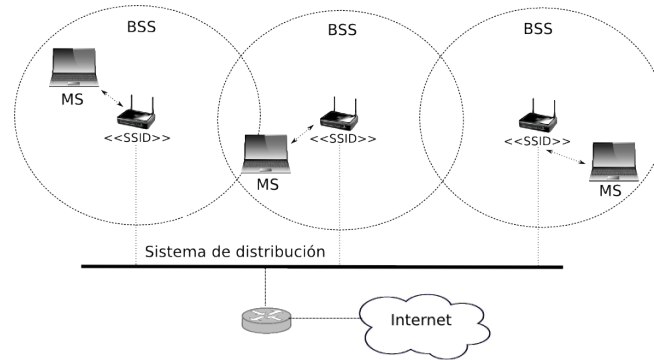 BSS
BSS
BSS
MS
<<SSID>>
<<SSID>>
<<SSID>>
MS
MS
Sistema de distribución
Internet